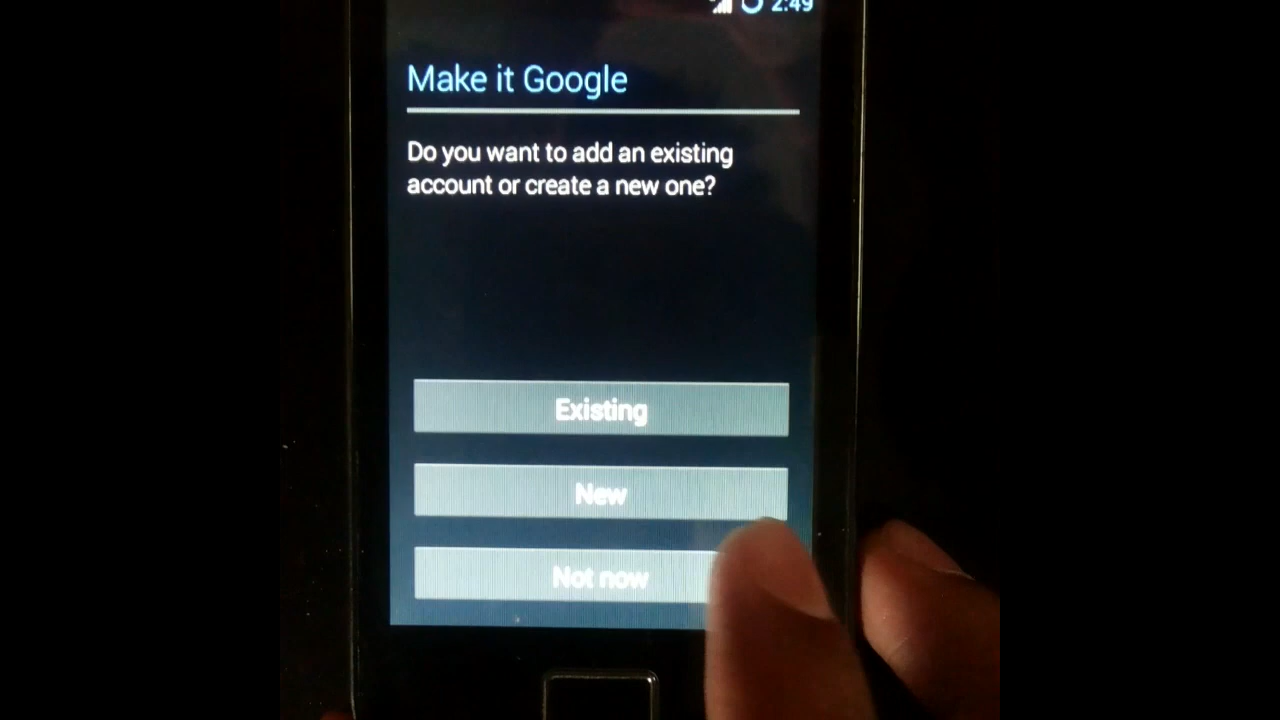 2:49
Make it Google
Do you want to add an existing
account or create a new one?
Existing
New
Not now